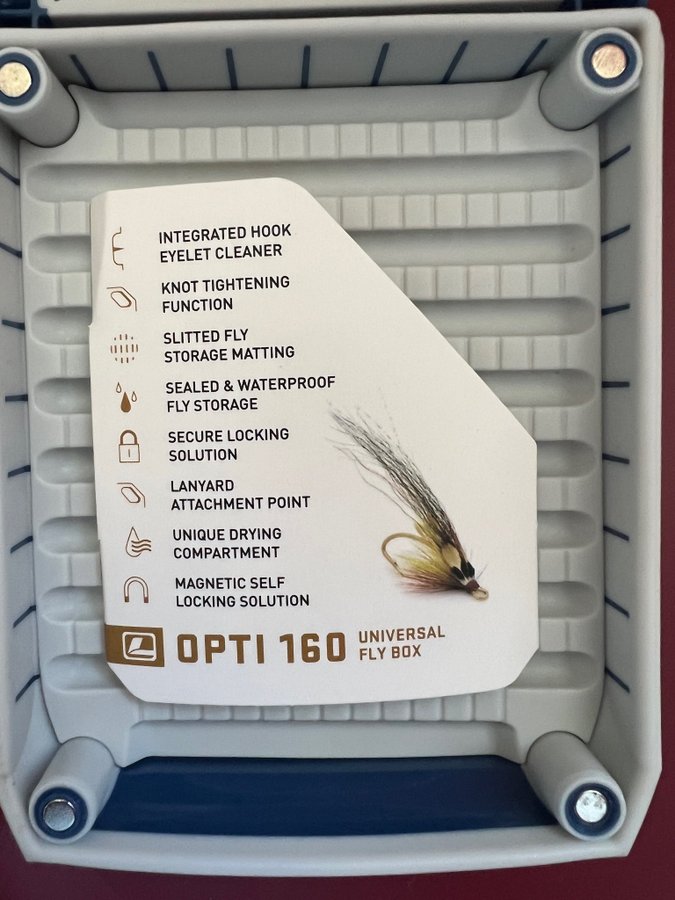 INTEGRATED HOOK
EYELET CLEANER
KNOT TIGHTENING
FUNCTION
SLITTED FLY
STORAGE MATTING
SEALED & WATERPROOF
FLY STORAGE
SECURE LOCKING
SOLUTION
LANYARD
ATTACHMENT POINT
UNIQUE DRYING
COMPARTMENT
MAGNETIC SELF
LOCKING SOLUTION
OPTI 160 UNIVERSAL
FLY BOX